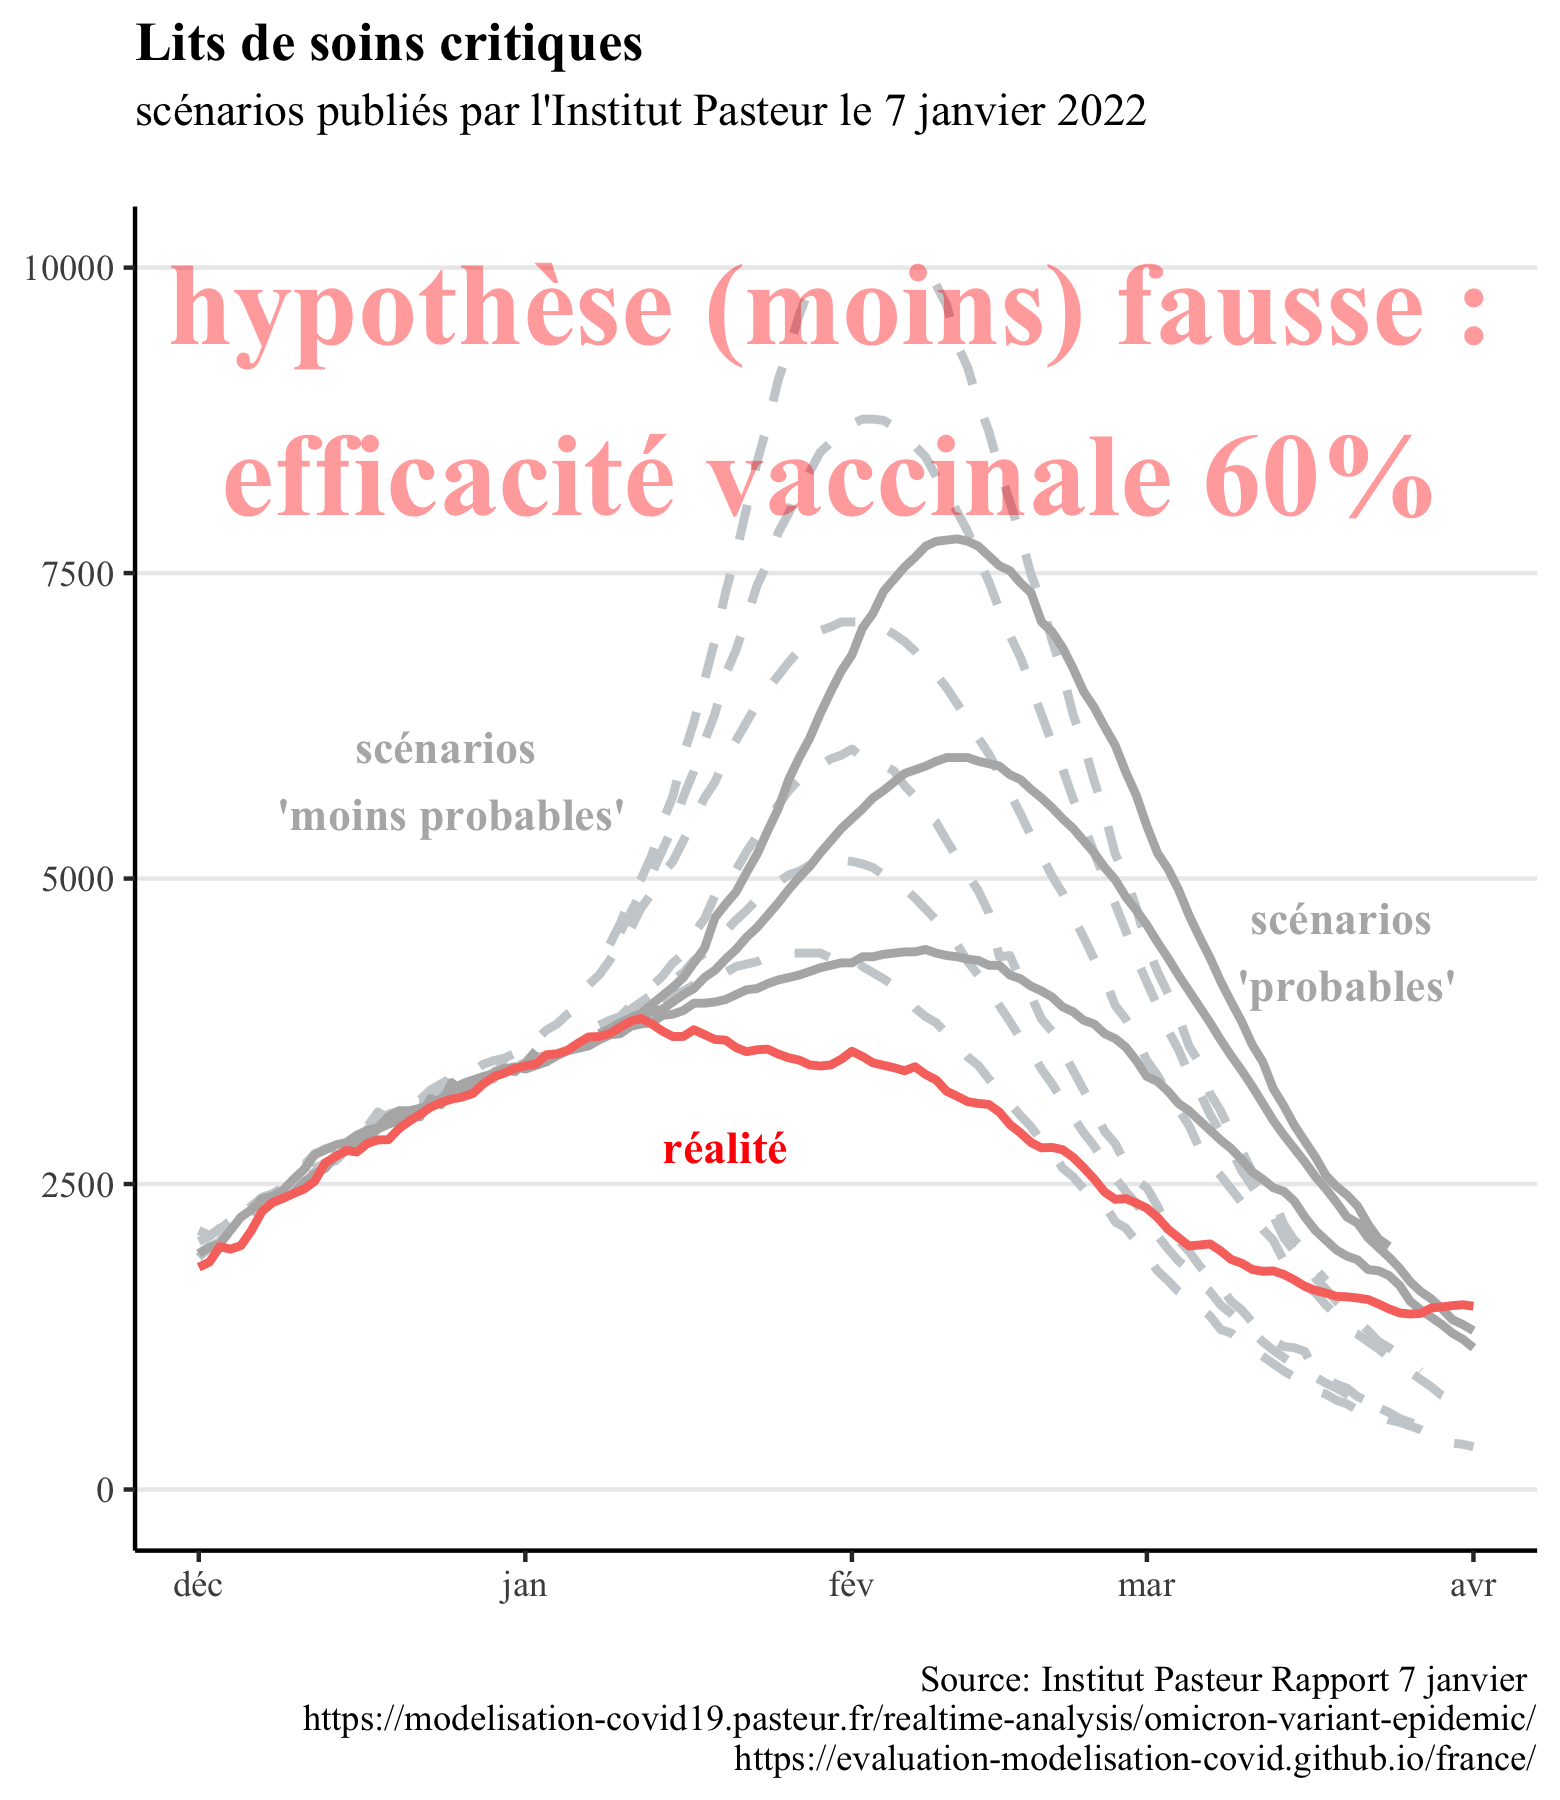 Lits de soins critiques
scénarios publiés par l'Institut Pasteur le 7 janvier 2022
hypothèse (moins) fausse :
efficacité vaccinale 60%
10000
7500
5000
2500
0
scénarios
'moins probables'
scénarios
'probables'
réalité
déc
jan
fév
mar
avr
Source: Institut Pasteur Rapport 7 janvier
https://modelisation-covid19.pasteur.fr/realtime-analysis/omicron-variant-epidemic/
https://evaluation-modelisation-covid.github.io/france/